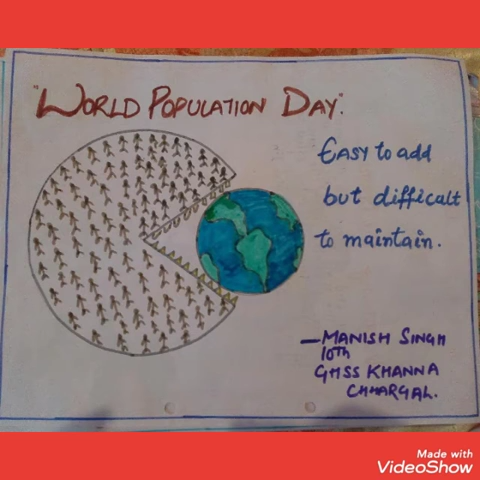 "WORLD POPULATION DAY".
EASY to add
but difficult
to maintain.
— MANISH SINGH
10th
GHSS KHANNA
CHHARGAL.
Made with
VideoShow